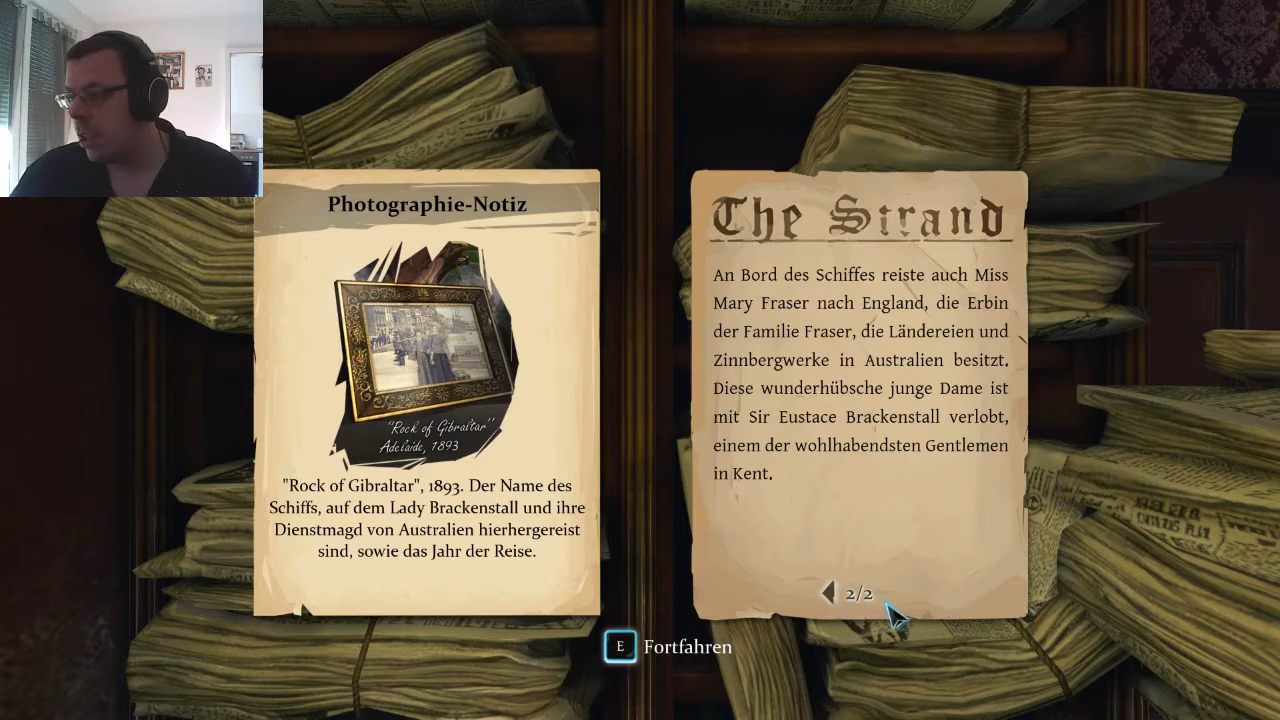 Photographie-Notiz
"Rock of Gibraltar"
Adelaide, 1893
"Rock of Gibraltar", 1893. Der Name des
Schiffs, auf dem Lady Brackenstall und ihre
Dienstmagd von Australien hierhergereist
sind, sowie das Jahr der Reise.
The Strand
An Bord des Schiffes reiste auch Miss
Mary Fraser nach England, die Erbin
der Familie Fraser, die Ländereien und
Zinnbergwerke in Australien besitzt.
Diese wunderhübsche junge Dame ist
mit Sir Eustace Brackenstall verlobt,
einem der wohlhabendsten Gentlemen
in Kent.
2/2
E Fortfahren